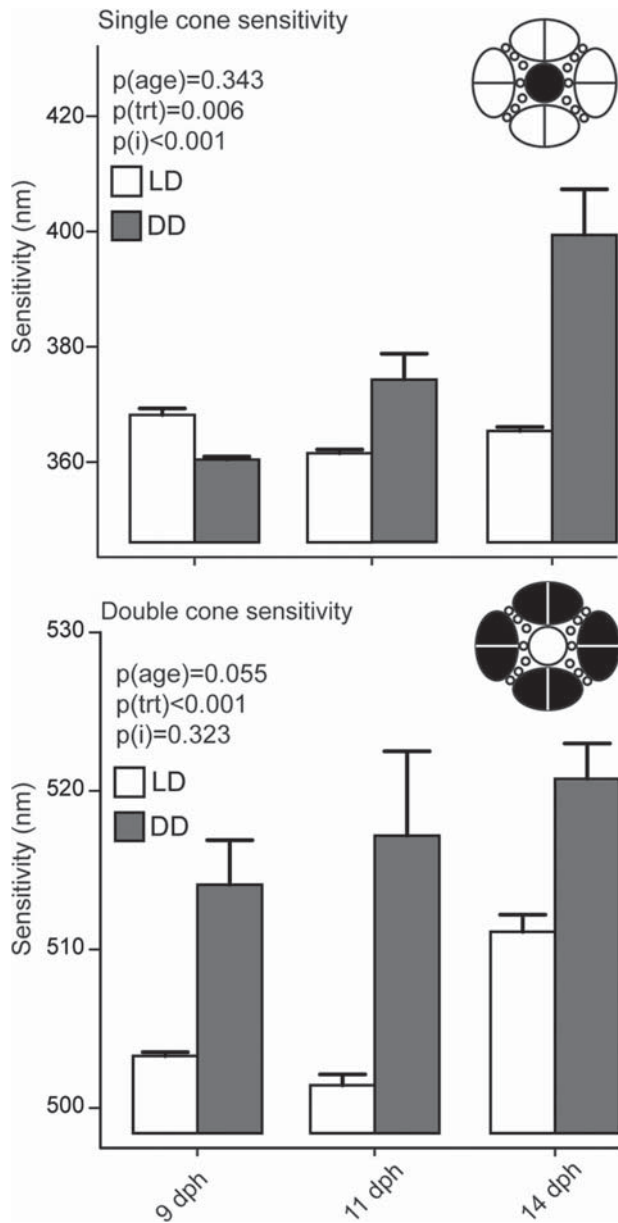 Single cone sensitivity
p(age)=0.343
p(trt)=0.006
p(i)<0.001
LD
DD
Sensitivity (nm)
420
400
380
360
Double cone sensitivity
p(age)=0.055
p(trt)<0.001
p(i)=0.323
LD
DD
Sensitivity (nm)
530
520
510
500
9 dph
11 dph
14 dph